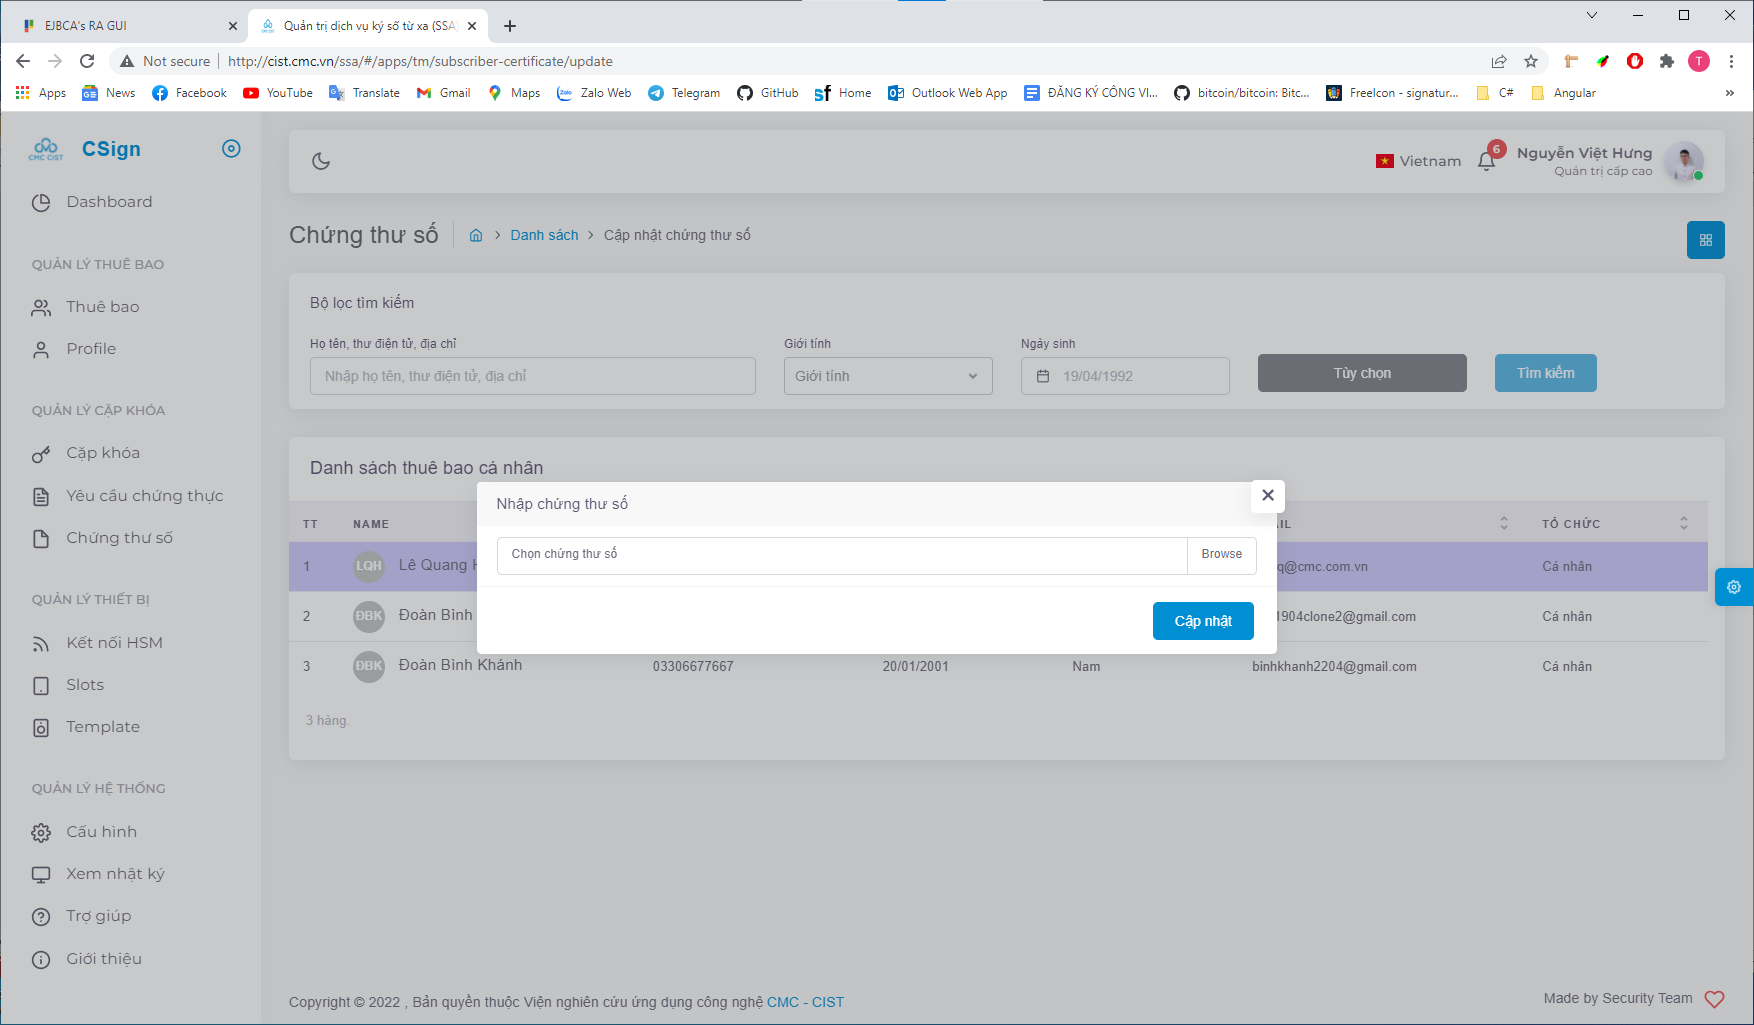 EJBCA's RA GUI
Quản trị dịch vụ ký số từ xa (SSA)
Not secure
http://cist.cmc.vn/ssa/#/apps/tm/subscriber-certificate/update
T
Apps
News
Facebook
YouTube
Translate
Gmail
Maps
Zalo Web
Telegram
GitHub
Home
Outlook Web App
ĐĂNG KÝ CÔNG VI...
bitcoin/bitcoin: Bitc...
FreeIcon - signatur...
C#
Angular
»
CMC CIST
CSign
Vietnam
6
Nguyễn Việt Hưng
Quản trị cấp cao
Dashboard
QUẢN LÝ THUÊ BAO
Thuê bao
Profile
QUẢN LÝ CẶP KHÓA
Cặp khóa
Yêu cầu chứng thực
Chứng thư số
QUẢN LÝ THIẾT BỊ
Kết nối HSM
Slots
Template
QUẢN LÝ HỆ THỐNG
Cấu hình
Xem nhật ký
Trợ giúp
Giới thiệu
Chứng thư số
Danh sách
Cập nhật chứng thư số
Bộ lọc tìm kiếm
Họ tên, thư điện tử, địa chỉ
Giới tính
Ngày sinh
Nhập họ tên, thư điện tử, địa chỉ
Giới tính
19/04/1992
Tùy chọn
Tìm kiếm
Danh sách thuê bao cá nhân
Nhập chứng thư số
Chọn chứng thư số
Browse
Cập nhật
TT NAME IL TỔ CHỨC
1 LQH Lê Quang H q@cmc.com.vn Cá nhân
2 ĐBK Đoàn Bình 1904clone2@gmail.com Cá nhân
3 ĐBK Đoàn Bình Khánh 03306677667 20/01/2001 Nam binhkhanh2204@gmail.com Cá nhân
3 hàng.
Copyright © 2022 , Bản quyền thuộc Viện nghiên cứu ứng dụng công nghệ CMC - CIST
Made by Security Team